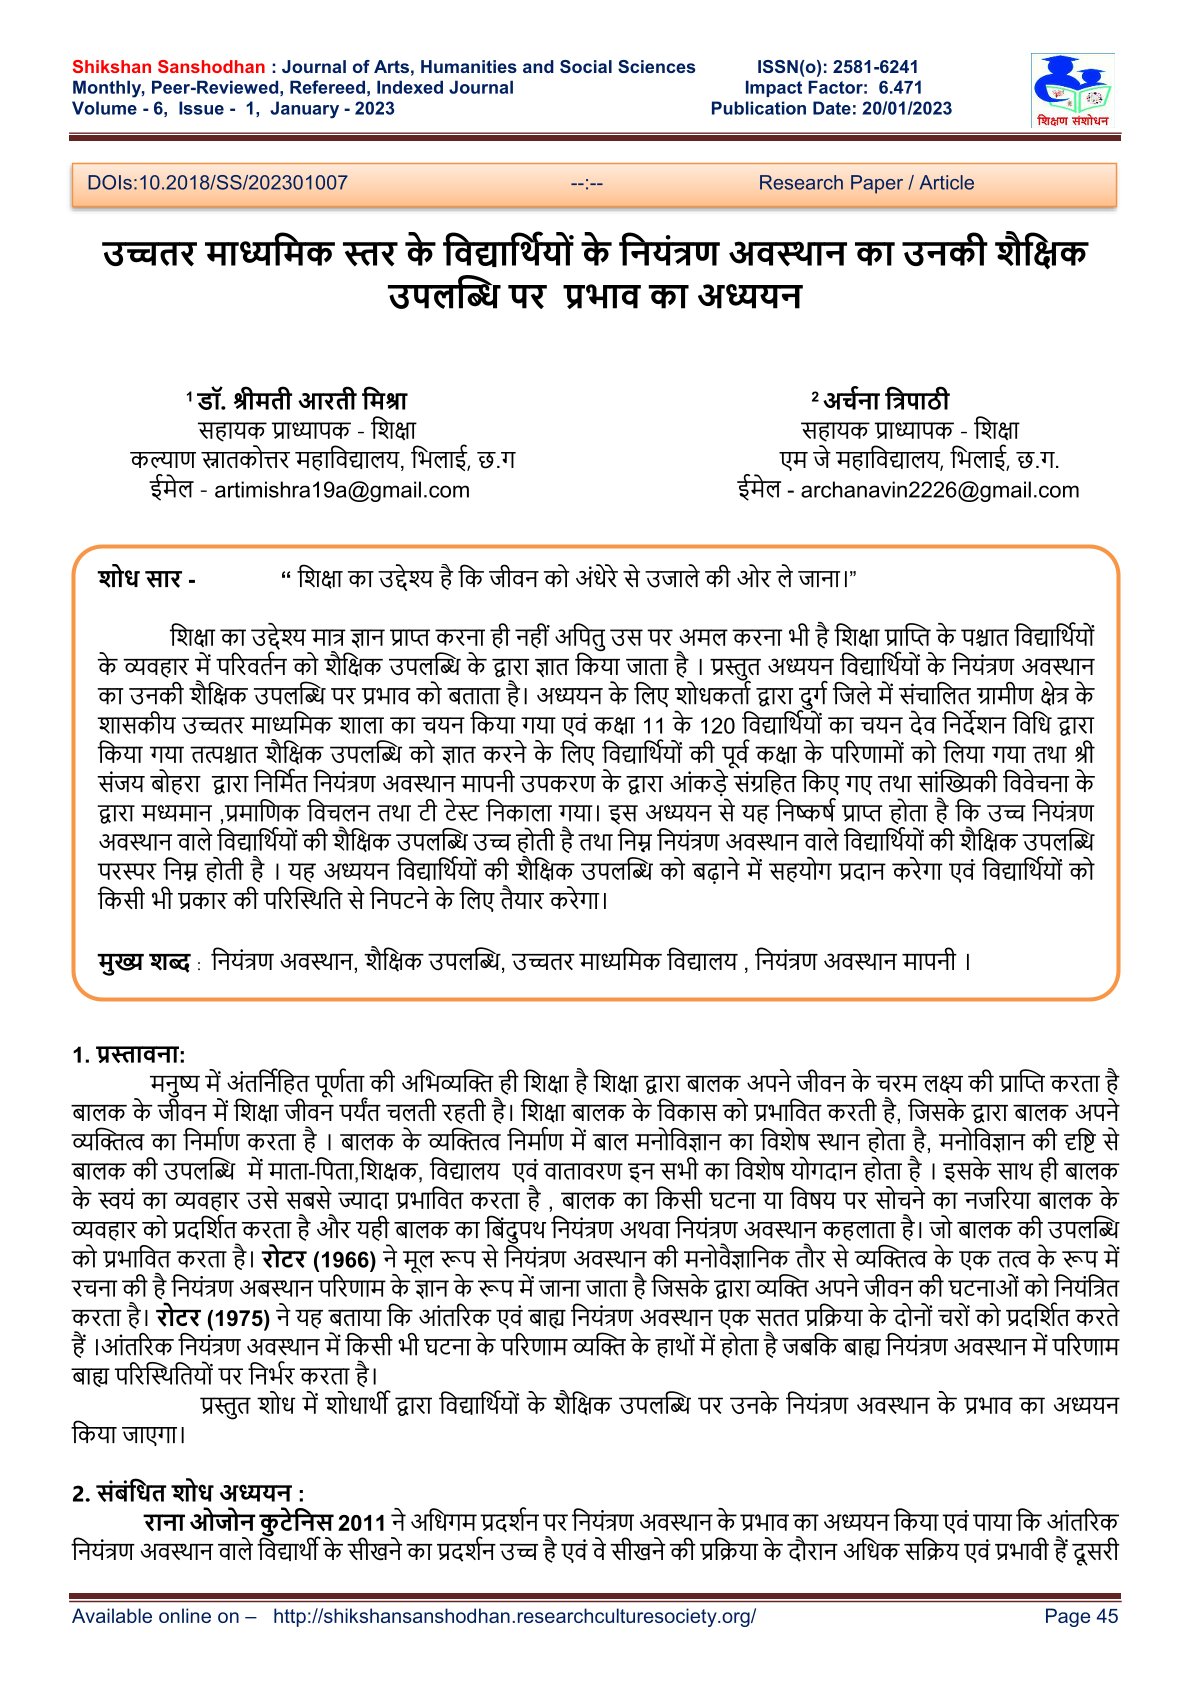 Shikshan Sanshodhan : Journal of Arts, Humanities and Social Sciences ISSN(o): 2581-6241
Monthly, Peer-Reviewed, Refereed, Indexed Journal Impact Factor: 6.471
Volume - 6, Issue - 1, January - 2023 Publication Date: 20/01/2023
शिक्षण संशोधन
DOIs:10.2018/SS/202301007 --:-- Research Paper / Article
उच्चतर माध्यमिक स्तर के विद्यार्थियों के नियंत्रण अवस्थान का उनकी शैक्षिक
उपलब्धि पर प्रभाव का अध्ययन
1 डॉ. श्रीमती आरती मिश्रा 2 अर्चना त्रिपाठी
सहायक प्राध्यापक - शिक्षा सहायक प्राध्यापक - शिक्षा
कल्याण स्नातकोत्तर महाविद्यालय, भिलाई, छ.ग एम जे महाविद्यालय, भिलाई, छ.ग.
ईमेल - artimishra19a@gmail.com ईमेल - archanavin2226@gmail.com
शोध सार - “ शिक्षा का उद्देश्य है कि जीवन को अंधेरे से उजाले की ओर ले जाना।”
शिक्षा का उद्देश्य मात्र ज्ञान प्राप्त करना ही नहीं अपितु उस पर अमल करना भी है शिक्षा प्राप्ति के पश्चात विद्यार्थियों
के व्यवहार में परिवर्तन को शैक्षिक उपलब्धि के द्वारा ज्ञात किया जाता है । प्रस्तुत अध्ययन विद्यार्थियों के नियंत्रण अवस्थान
का उनकी शैक्षिक उपलब्धि पर प्रभाव को बताता है। अध्ययन के लिए शोधकर्ता द्वारा दुर्ग जिले में संचालित ग्रामीण क्षेत्र के
शासकीय उच्चतर माध्यमिक शाला का चयन किया गया एवं कक्षा 11 के 120 विद्यार्थियों का चयन देव निर्देशन विधि द्वारा
किया गया तत्पश्चात शैक्षिक उपलब्धि को ज्ञात करने के लिए विद्यार्थियों की पूर्व कक्षा के परिणामों को लिया गया तथा श्री
संजय बोहरा द्वारा निर्मित नियंत्रण अवस्थान मापनी उपकरण के द्वारा आंकड़े संग्रहित किए गए तथा सांख्यिकी विवेचना के
द्वारा मध्यमान ,प्रमाणिक विचलन तथा टी टेस्ट निकाला गया। इस अध्ययन से यह निष्कर्ष प्राप्त होता है कि उच्च नियंत्रण
अवस्थान वाले विद्यार्थियों की शैक्षिक उपलब्धि उच्च होती है तथा निम्न नियंत्रण अवस्थान वाले विद्यार्थियों की शैक्षिक उपलब्धि
परस्पर निम्न होती है । यह अध्ययन विद्यार्थियों की शैक्षिक उपलब्धि को बढ़ाने में सहयोग प्रदान करेगा एवं विद्यार्थियों को
किसी भी प्रकार की परिस्थिति से निपटने के लिए तैयार करेगा।
मुख्य शब्द : नियंत्रण अवस्थान, शैक्षिक उपलब्धि, उच्चतर माध्यमिक विद्यालय , नियंत्रण अवस्थान मापनी ।
1. प्रस्तावना:
मनुष्य में अंतर्निहित पूर्णता की अभिव्यक्ति ही शिक्षा है शिक्षा द्वारा बालक अपने जीवन के चरम लक्ष्य की प्राप्ति करता है
बालक के जीवन में शिक्षा जीवन पर्यंत चलती रहती है। शिक्षा बालक के विकास को प्रभावित करती है, जिसके द्वारा बालक अपने
व्यक्तित्व का निर्माण करता है । बालक के व्यक्तित्व निर्माण में बाल मनोविज्ञान का विशेष स्थान होता है, मनोविज्ञान की दृष्टि से
बालक की उपलब्धि में माता-पिता,शिक्षक, विद्यालय एवं वातावरण इन सभी का विशेष योगदान होता है । इसके साथ ही बालक
के स्वयं का व्यवहार उसे सबसे ज्यादा प्रभावित करता है , बालक का किसी घटना या विषय पर सोचने का नजरिया बालक के
व्यवहार को प्रदर्शित करता है और यही बालक का बिंदुपथ नियंत्रण अथवा नियंत्रण अवस्थान कहलाता है। जो बालक की उपलब्धि
को प्रभावित करता है। रोटर (1966) ने मूल रूप से नियंत्रण अवस्थान की मनोवैज्ञानिक तौर से व्यक्तित्व के एक तत्व के रूप में
रचना की है नियंत्रण अबस्थान परिणाम के ज्ञान के रूप में जाना जाता है जिसके द्वारा व्यक्ति अपने जीवन की घटनाओं को नियंत्रित
करता है। रोटर (1975) ने यह बताया कि आंतरिक एवं बाह्य नियंत्रण अवस्थान एक सतत प्रक्रिया के दोनों चरों को प्रदर्शित करते
हैं ।आंतरिक नियंत्रण अवस्थान में किसी भी घटना के परिणाम व्यक्ति के हाथों में होता है जबकि बाह्य नियंत्रण अवस्थान में परिणाम
बाह्य परिस्थितियों पर निर्भर करता है।
प्रस्तुत शोध में शोधार्थी द्वारा विद्यार्थियों के शैक्षिक उपलब्धि पर उनके नियंत्रण अवस्थान के प्रभाव का अध्ययन
किया जाएगा।
2. संबंधित शोध अध्ययन :
राना ओजोन कुटेनिस 2011 ने अधिगम प्रदर्शन पर नियंत्रण अवस्थान के प्रभाव का अध्ययन किया एवं पाया कि आंतरिक
नियंत्रण अवस्थान वाले विद्यार्थी के सीखने का प्रदर्शन उच्च है एवं वे सीखने की प्रक्रिया के दौरान अधिक सक्रिय एवं प्रभावी हैं दूसरी
Available online on – http://shikshansanshodhan.researchculturesociety.org/ Page 45